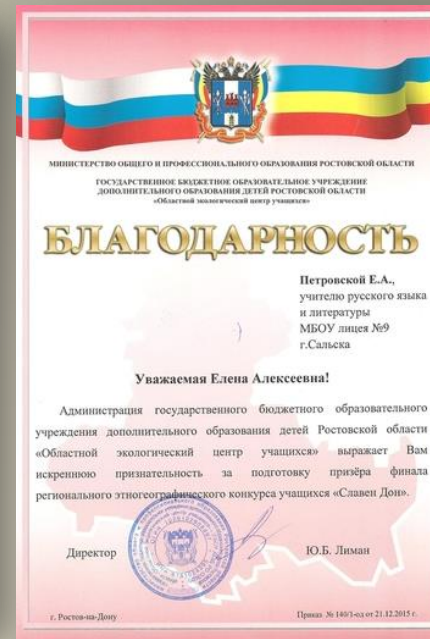 МИНИСТЕРСТВО ОБЩЕГО И ПРОФЕССИОНАЛЬНОГО ОБРАЗОВАНИЯ РОСТОВСКОЙ ОБЛАСТИ
ГОСУДАРСТВЕННОЕ БЮДЖЕТНОЕ ОБРАЗОВАТЕЛЬНОЕ УЧРЕЖДЕНИЕ
ДОПОЛНИТЕЛЬНОГО ОБРАЗОВАНИЯ ДЕТЕЙ РОСТОВСКОЙ ОБЛАСТИ
«Областной экологический центр учащихся»
БЛАГОДАРНОСТЬ
Петровской Е.А.,
учителю русского языка
и литературы
МБОУ лицея №9
г.Сальска
Уважаемая Елена Алексеевна!
Администрация государственного бюджетного образовательного
учреждения дополнительного образования детей Ростовской области
«Областной экологический центр учащихся» выражает Вам
искреннюю признательность за подготовку призёра финала
регионального этногеографического конкурса учащихся «Славен Дон».
Директор Ю.Б. Лиман
г. Ростов-на-Дону Приказ № 140/1-од от 21.12.2015 г.